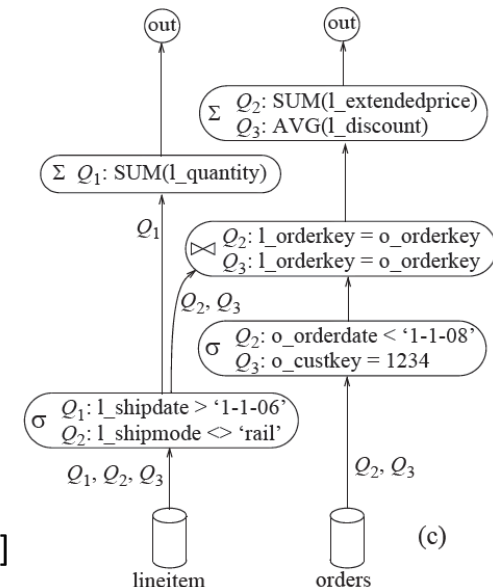 out
out
Σ Q₂: SUM(l_extendedprice)
Q₃: AVG(l_discount)
Σ Q₁: SUM(l_quantity)
Q₁
⋈ Q₂: l_orderkey = o_orderkey
Q₃: l_orderkey = o_orderkey
Q₂, Q₃
σ Q₂: o_orderdate < ‘1-1-08’
Q₃: o_custkey = 1234
σ Q₁: l_shipdate > ‘1-1-06’
Q₂: l_shipmode <> ‘rail’
Q₁, Q₂, Q₃
Q₂, Q₃
]
(c)
lineitem
orders